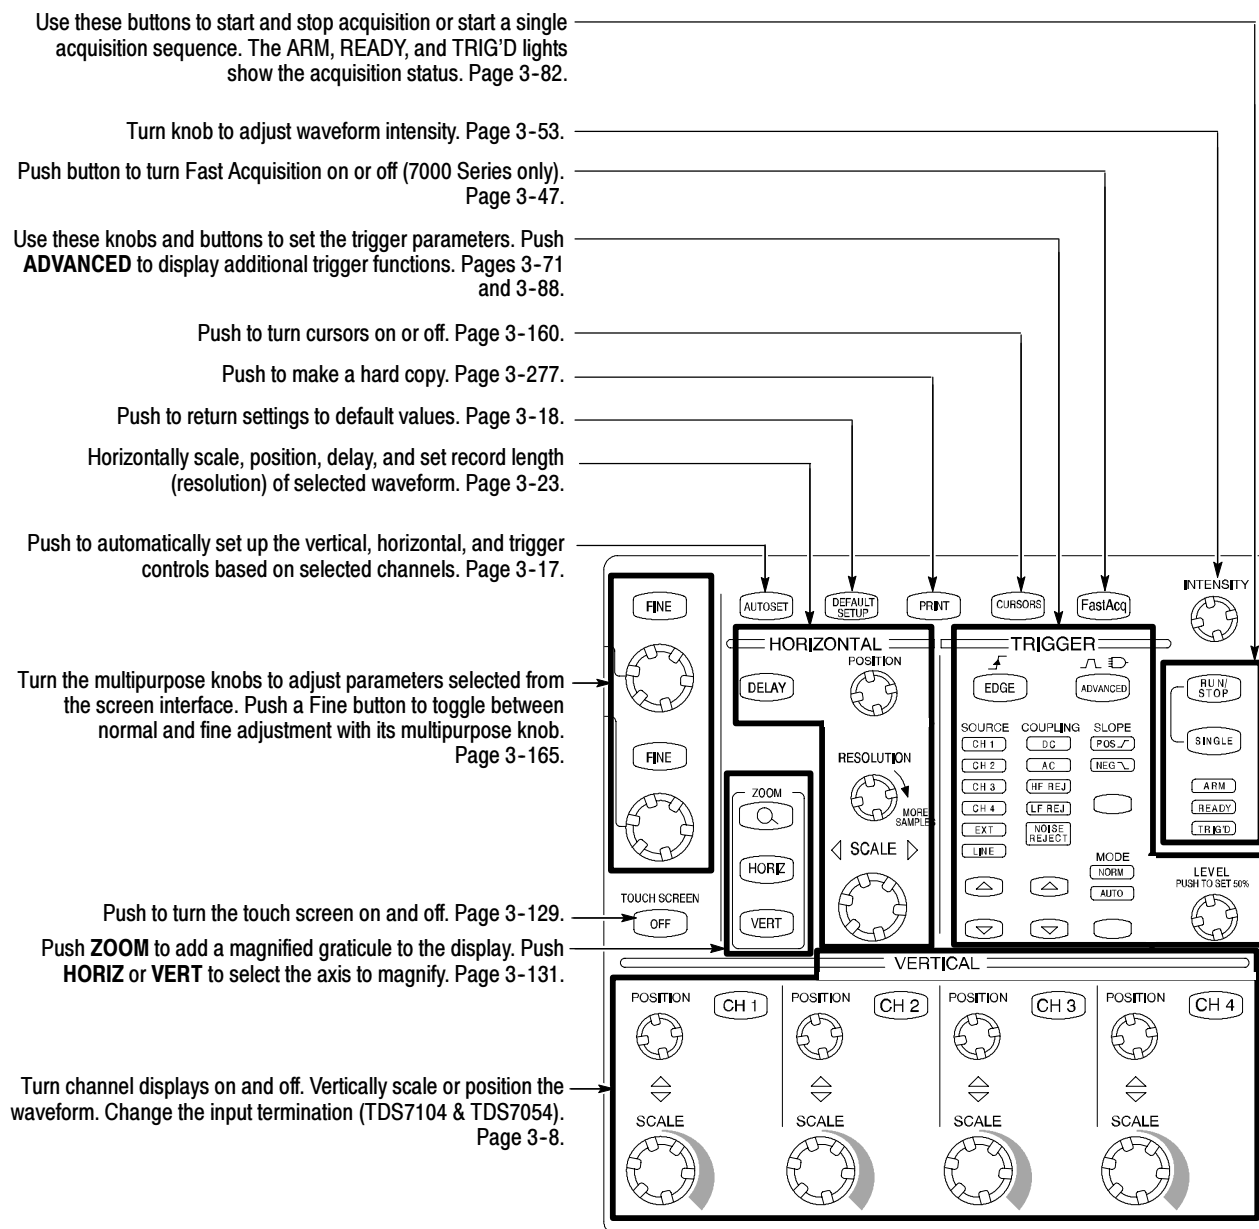 Use these buttons to start and stop acquisition or start a single
acquisition sequence. The ARM, READY, and TRIG'D lights
show the acquisition status. Page 3-82.
Turn knob to adjust waveform intensity. Page 3-53.
Push button to turn Fast Acquisition on or off (7000 Series only).
Page 3-47.
Use these knobs and buttons to set the trigger parameters. Push
ADVANCED to display additional trigger functions. Pages 3-71
and 3-88.
Push to turn cursors on or off. Page 3-160.
Push to make a hard copy. Page 3-277.
Push to return settings to default values. Page 3-18.
Horizontally scale, position, delay, and set record length
(resolution) of selected waveform. Page 3-23.
Push to automatically set up the vertical, horizontal, and trigger
controls based on selected channels. Page 3-17.
Turn the multipurpose knobs to adjust parameters selected from
the screen interface. Push a Fine button to toggle between
normal and fine adjustment with its multipurpose knob.
Page 3-165.
Push to turn the touch screen on and off. Page 3-129.
Push ZOOM to add a magnified graticule to the display. Push
HORIZ or VERT to select the axis to magnify. Page 3-131.
Turn channel displays on and off. Vertically scale or position the
waveform. Change the input termination (TDS7104 & TDS7054).
Page 3-8.
FINE
FINE
TOUCH SCREEN
OFF
AUTOSET
DEFAULT
SETUP
PRINT
CURSORS
FastAcq
INTENSITY
HORIZONTAL
POSITION
DELAY
RESOLUTION
MORE
SAMPLES
SCALE
ZOOM
HORIZ
VERT
TRIGGER
EDGE
ADVANCED
SOURCE
CH 1
CH 2
CH 3
CH 4
EXT
LINE
COUPLING
DC
AC
HF REJ
LF REJ
NOISE
REJECT
SLOPE
POS
NEG
MODE
NORM
AUTO
RUN/
STOP
SINGLE
ARM
READY
TRIG'D
LEVEL
PUSH TO SET 50%
VERTICAL
POSITION
CH 1
POSITION
CH 2
POSITION
CH 3
POSITION
CH 4
SCALE
SCALE
SCALE
SCALE